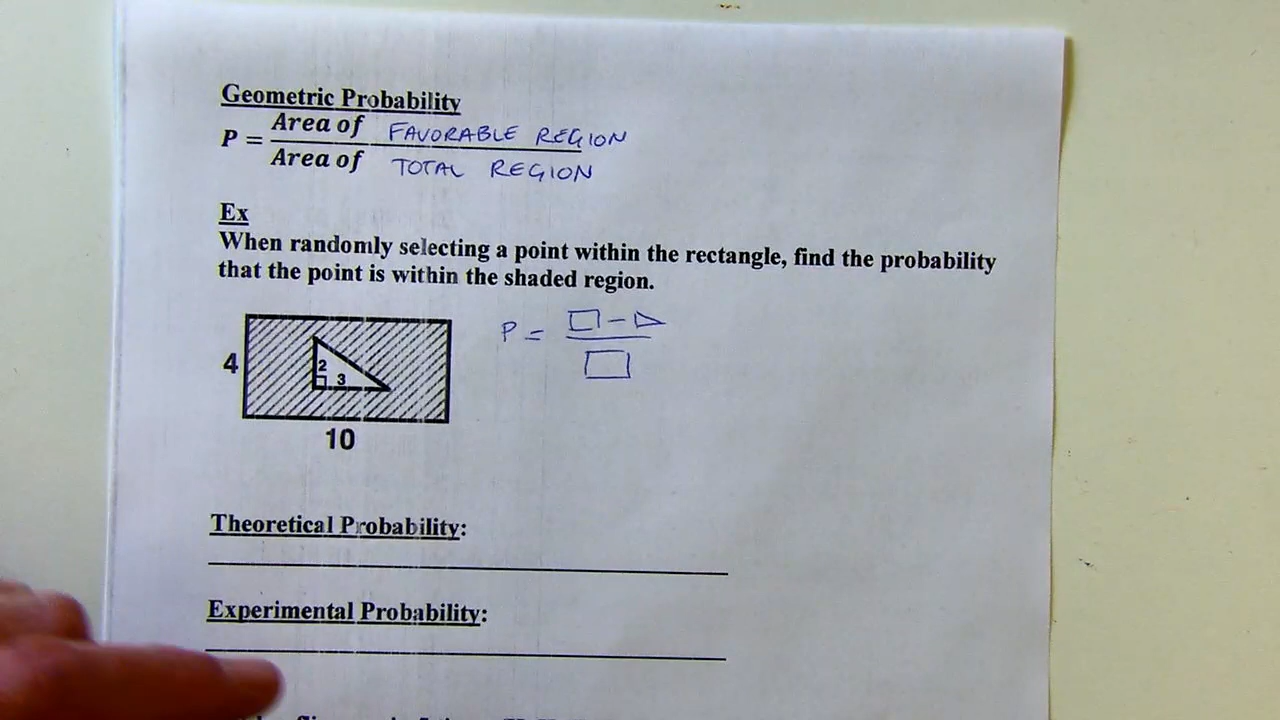 Geometric Probability
P = Area of FAVORABLE REGION
Area of TOTAL REGION
Ex
When randomly selecting a point within the rectangle, find the probability
that the point is within the shaded region.
P = □ - ▷
□
4
2
3
10
Theoretical Probability:
Experimental Probability: